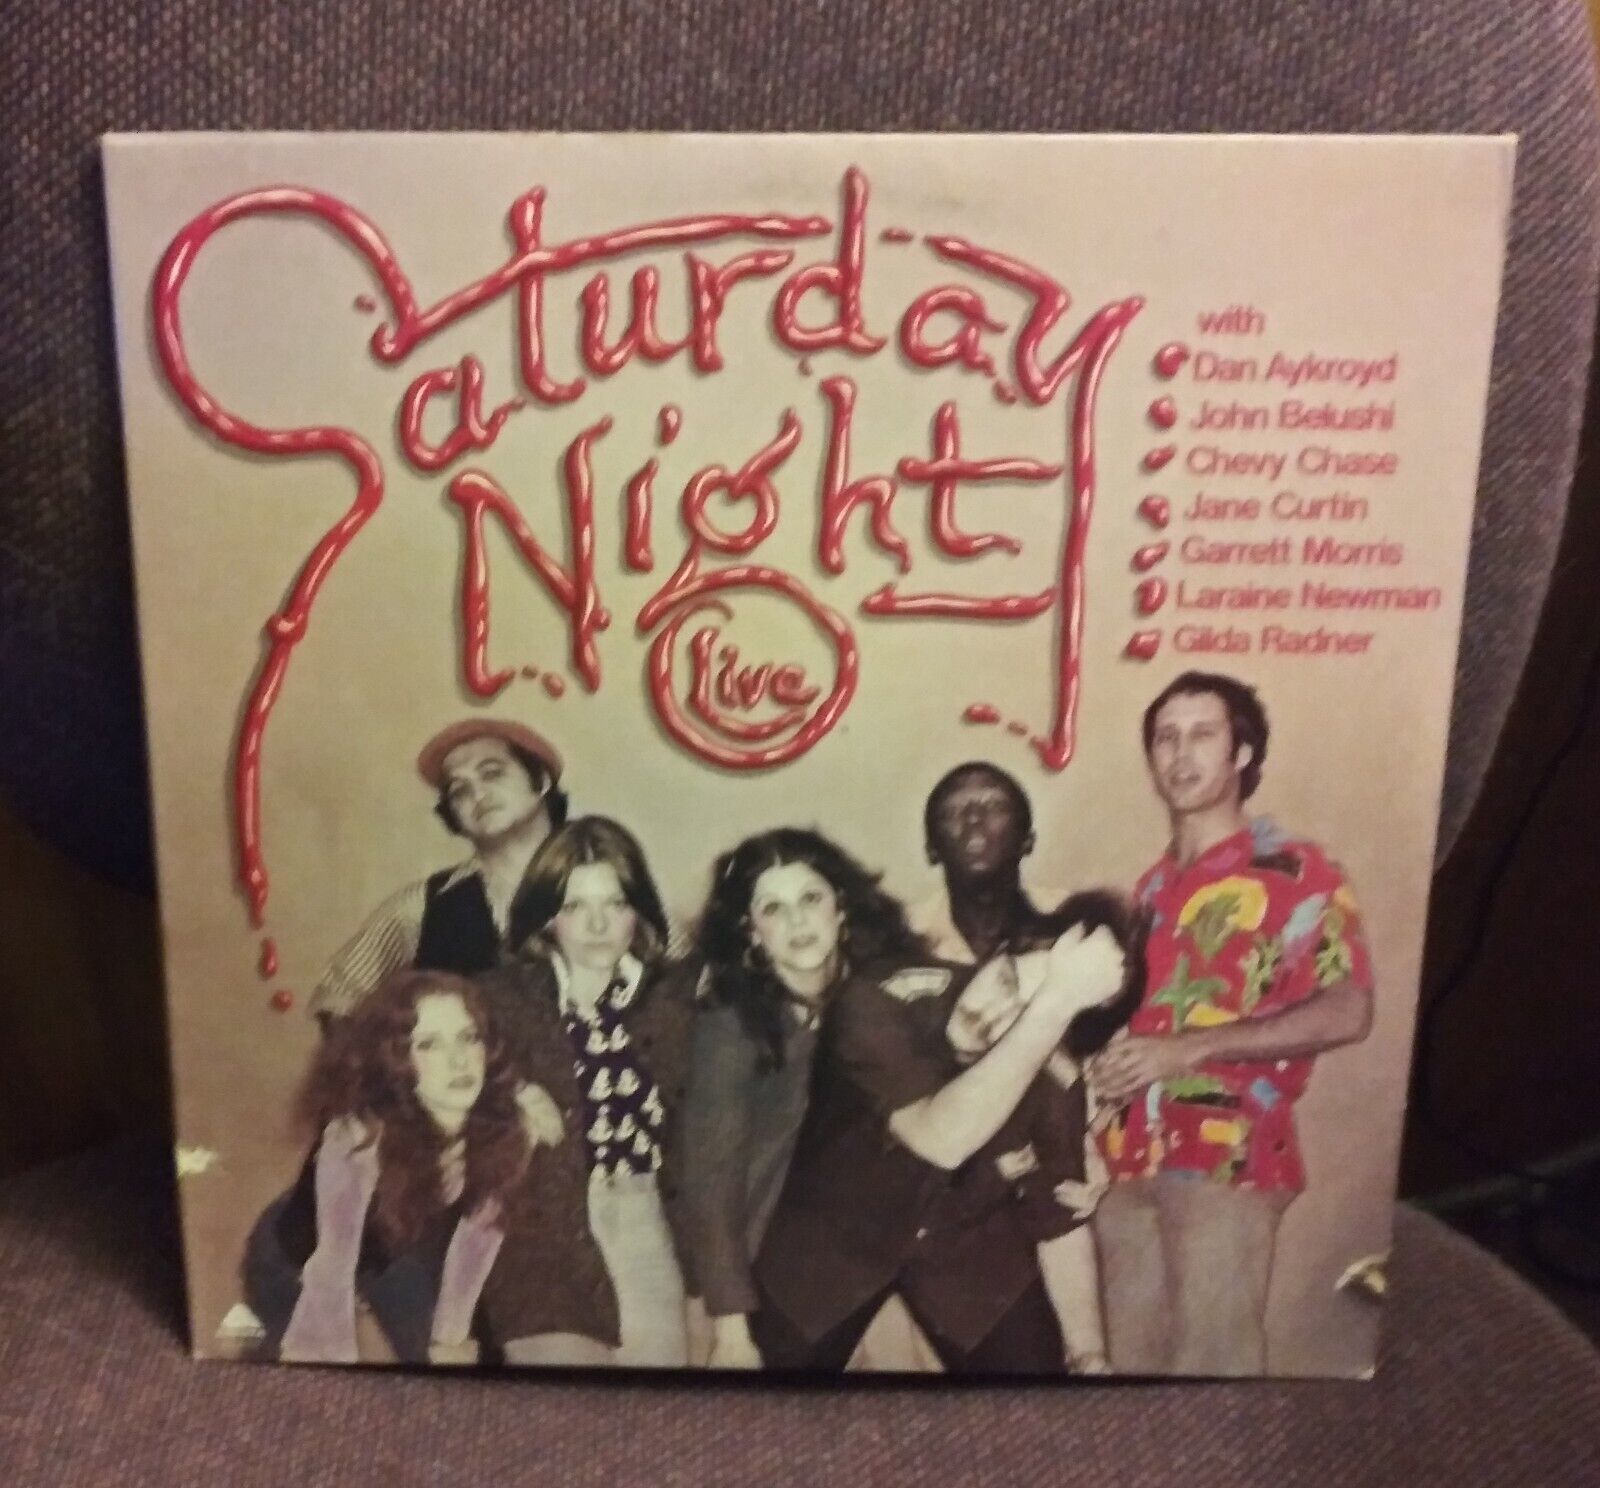 Saturday
Night
Live
with
Dan Aykroyd
John Belushi
Chevy Chase
Jane Curtin
Garrett Morris
Laraine Newman
Gilda Radner